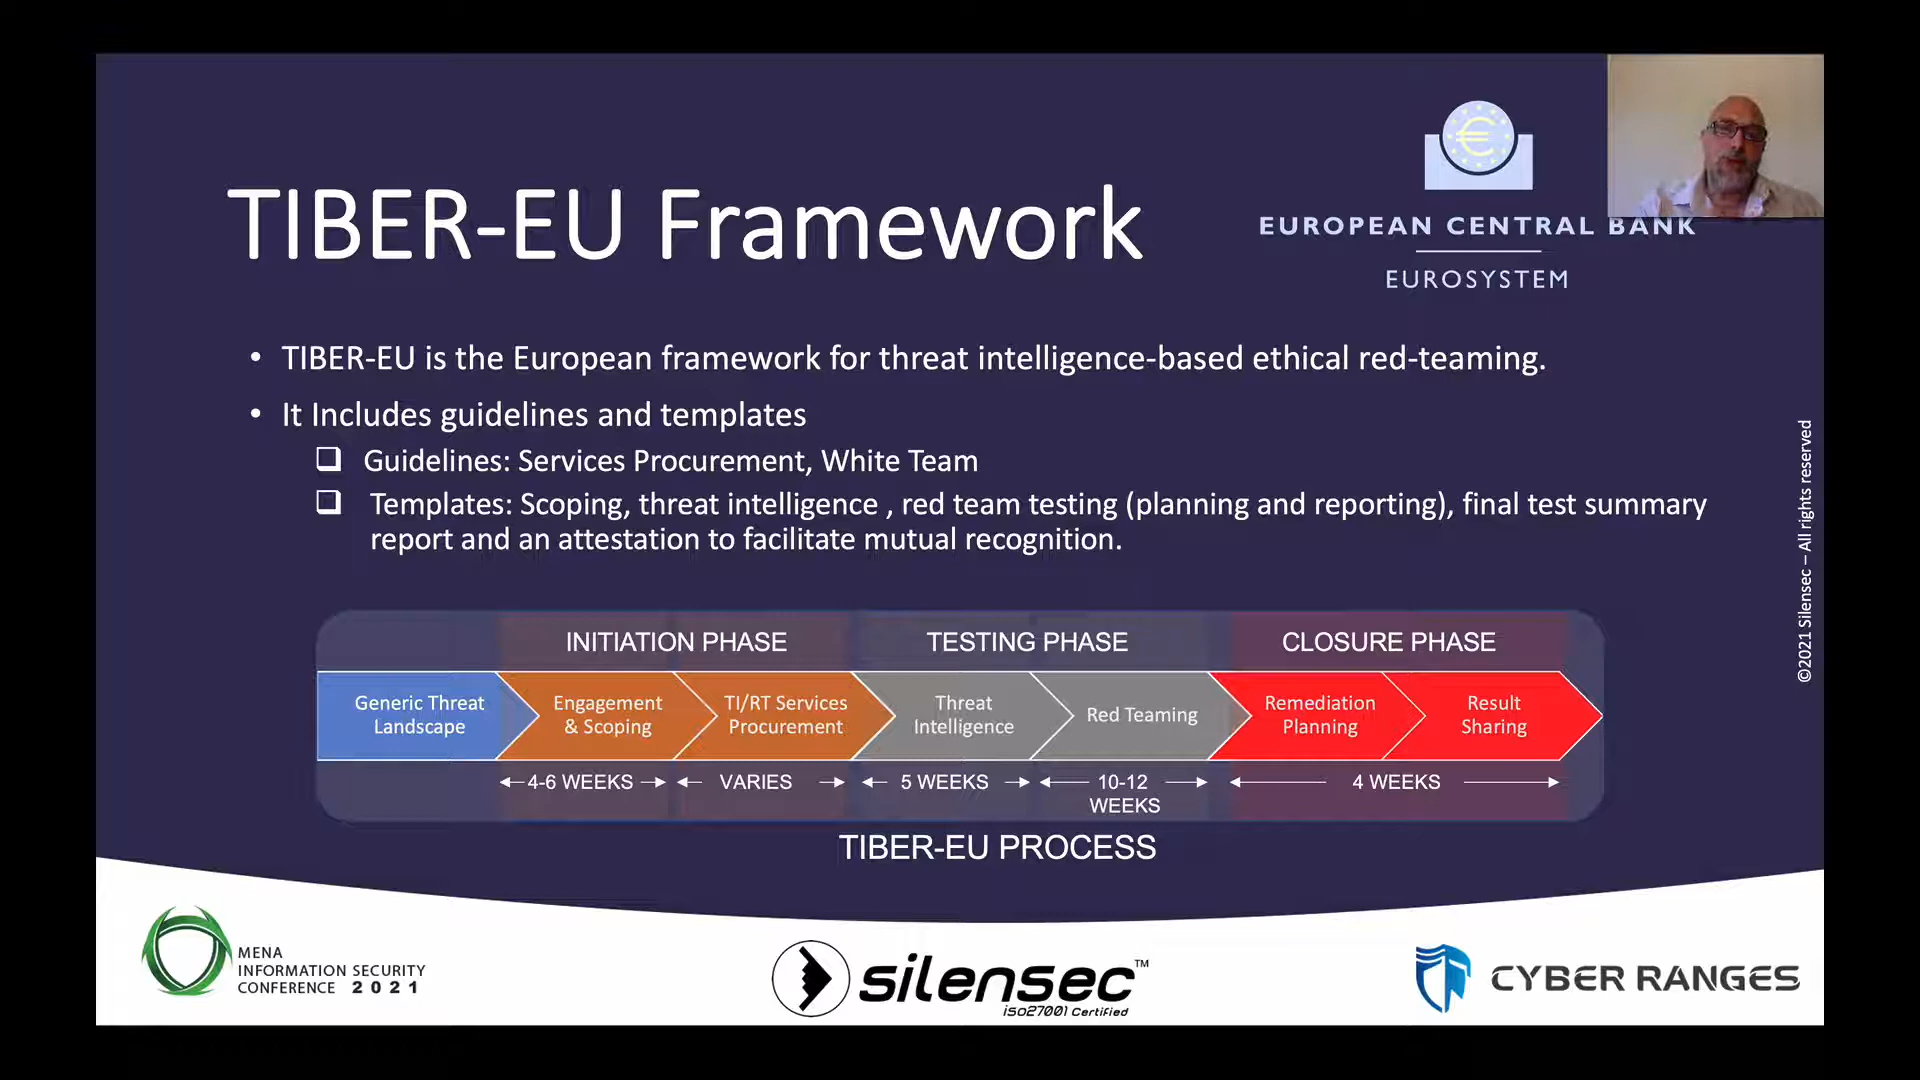 TIBER-EU Framework
EUROPEAN CENTRAL BANK
EUROSYSTEM
• TIBER-EU is the European framework for threat intelligence-based ethical red-teaming.
• It Includes guidelines and templates
❑ Guidelines: Services Procurement, White Team
❑ Templates: Scoping, threat intelligence , red team testing (planning and reporting), final test summary
report and an attestation to facilitate mutual recognition.
©2021 Silensec – All rights reserved
INITIATION PHASE
TESTING PHASE
CLOSURE PHASE
Generic Threat
Landscape
Engagement
& Scoping
TI/RT Services
Procurement
Threat
Intelligence
Red Teaming
Remediation
Planning
Result
Sharing
4-6 WEEKS
VARIES
5 WEEKS
10-12
WEEKS
4 WEEKS
TIBER-EU PROCESS
MENA
INFORMATION SECURITY
CONFERENCE 2021
silensec™
iso27001 Certified
CYBER RANGES